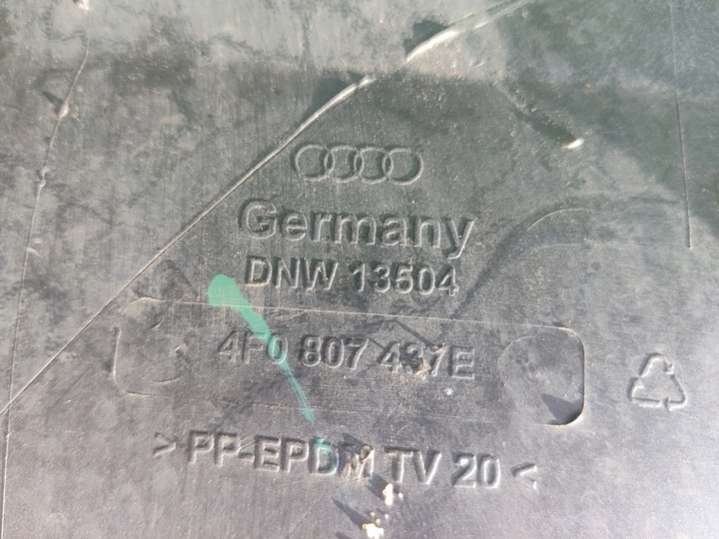 Germany
DNW 13504
4F0 807 437E
> PP-EPDM TV 20 <